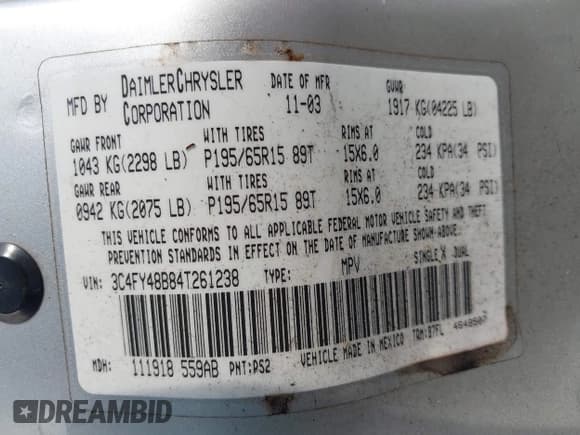 MFD BY DAIMLERCHRYSLER CORPORATION DATE OF MFR 11-03 GVWR 1917 KG(04225 LB)
GAWR FRONT WITH TIRES RIMS AT COLD
1043 KG(2298 LB) P195/65R15 89T 15X6.0 234 KPA(34 PSI)
GAWR REAR WITH TIRES RIMS AT COLD
0942 KG(2075 LB) P195/65R15 89T 15X6.0 234 KPA(34 PSI)
THIS VEHICLE CONFORMS TO ALL APPLICABLE FEDERAL MOTOR VEHICLE SAFETY AND THEFT
PREVENTION STANDARDS IN EFFECT ON THE DATE OF MANUFACTURE SHOWN ABOVE.
VIN: 3C4FY48B84T261238 TYPE: MPV SINGLE X DUAL
MDH: 111918 559AB PNT:PS2 VEHICLE MADE IN MEXICO TRM:B7FL
DREAMBID